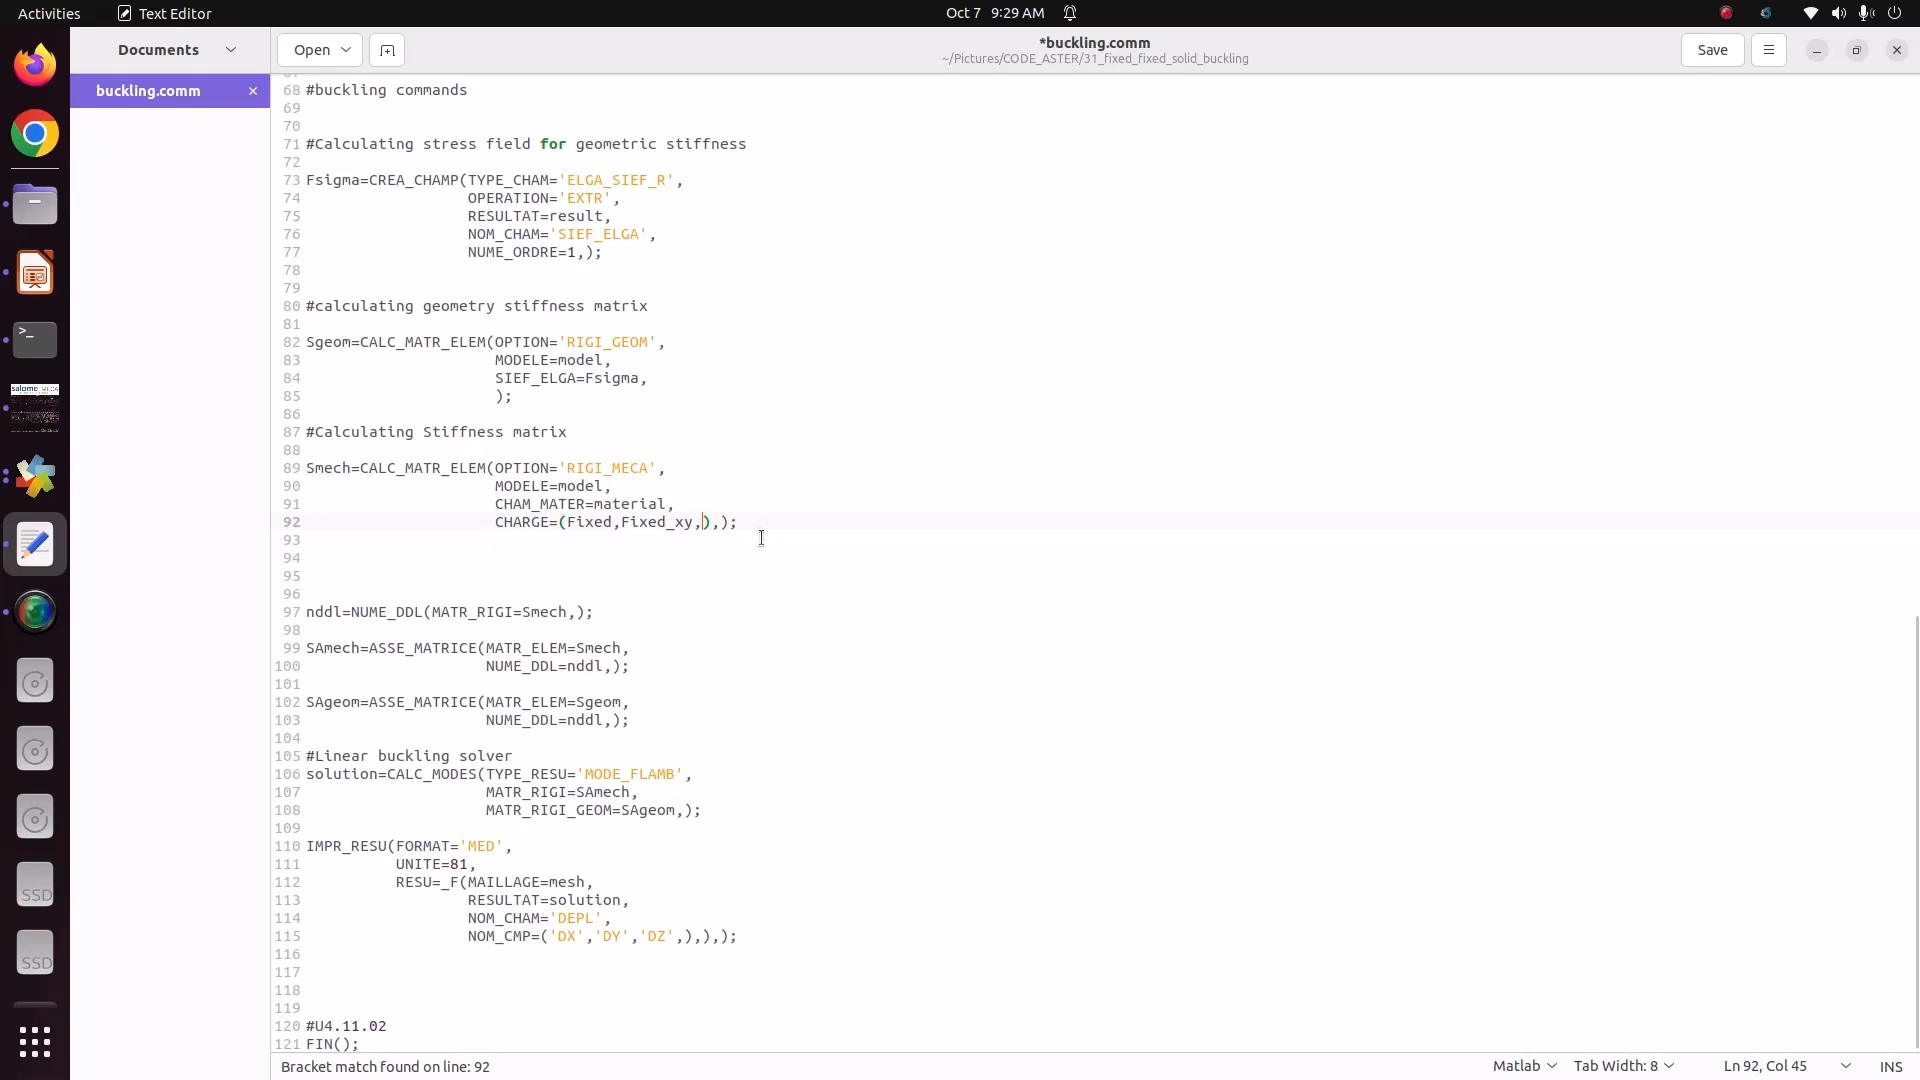 Activities
Text Editor
Oct 7 9:29 AM
Documents
Open
*buckling.comm
~/Pictures/CODE_ASTER/31_fixed_fixed_solid_buckling
Save
buckling.comm
68 #buckling commands
69
70
71 #Calculating stress field for geometric stiffness
72
73 Fsigma=CREA_CHAMP(TYPE_CHAM='ELGA_SIEF_R',
74 OPERATION='EXTR',
75 RESULTAT=result,
76 NOM_CHAM='SIEF_ELGA',
77 NUME_ORDRE=1,);
78
79
80 #calculating geometry stiffness matrix
81
82 Sgeom=CALC_MATR_ELEM(OPTION='RIGI_GEOM',
83 MODELE=model,
84 SIEF_ELGA=Fsigma,
85 );
86
87 #Calculating Stiffness matrix
88
89 Smech=CALC_MATR_ELEM(OPTION='RIGI_MECA',
90 MODELE=model,
91 CHAM_MATER=material,
92 CHARGE=(Fixed,Fixed_xy,),);
93
94
95
96
97 nddl=NUME_DDL(MATR_RIGI=Smech,);
98
99 SAmech=ASSE_MATRICE(MATR_ELEM=Smech,
100 NUME_DDL=nddl,);
101
102 SAgeom=ASSE_MATRICE(MATR_ELEM=Sgeom,
103 NUME_DDL=nddl,);
104
105 #Linear buckling solver
106 solution=CALC_MODES(TYPE_RESU='MODE_FLAMB',
107 MATR_RIGI=SAmech,
108 MATR_RIGI_GEOM=SAgeom,);
109
110 IMPR_RESU(FORMAT='MED',
111 UNITE=81,
112 RESU=_F(MAILLAGE=mesh,
113 RESULTAT=solution,
114 NOM_CHAM='DEPL',
115 NOM_CMP=('DX','DY','DZ',),),);
116
117
118
119
120 #U4.11.02
121 FIN();
salome
SSD
SSD
Bracket match found on line: 92
Matlab
Tab Width: 8
Ln 92, Col 45
INS